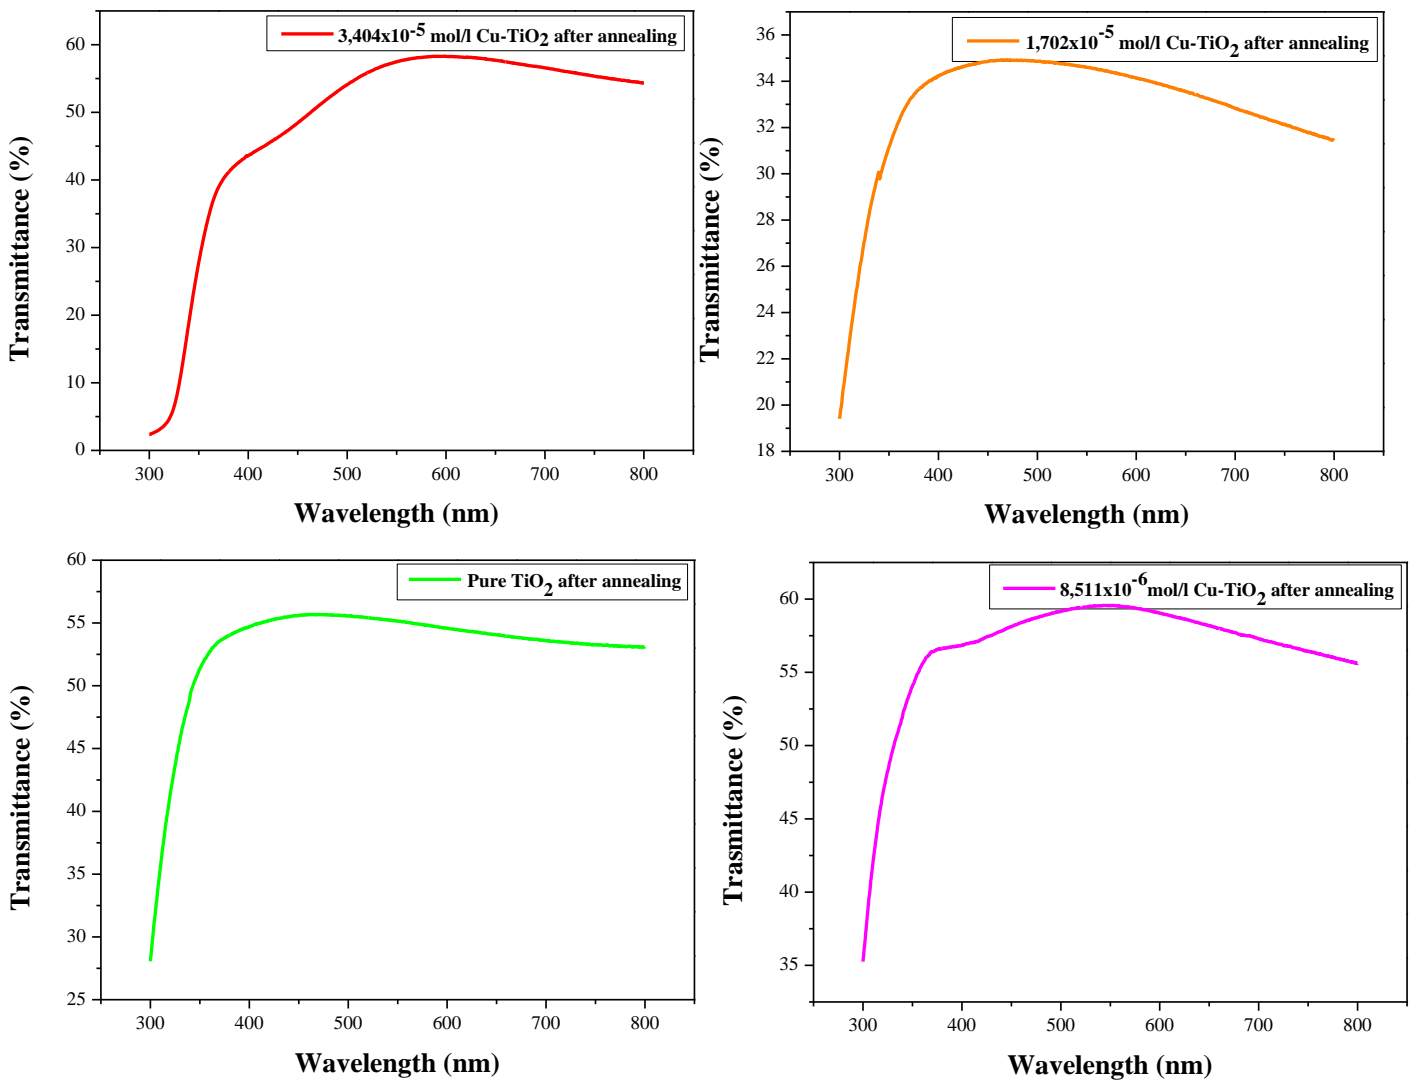 3,404x10-5 mol/l Cu-TiO2 after annealing
60
50
40
30
20
10
0
Transmittance (%)
300 400 500 600 700 800
Wavelength (nm)
1,702x10-5 mol/l Cu-TiO2 after annealing
36
34
32
30
28
26
24
22
20
18
Transmittance (%)
300 400 500 600 700 800
Wavelength (nm)
Pure TiO2 after annealing
60
55
50
45
40
35
30
25
Transmittance (%)
300 400 500 600 700 800
Wavelength (nm)
8,511x10-6mol/l Cu-TiO2 after annealing
60
55
50
45
40
35
Trasmittance (%)
300 400 500 600 700 800
Wavelength (nm)